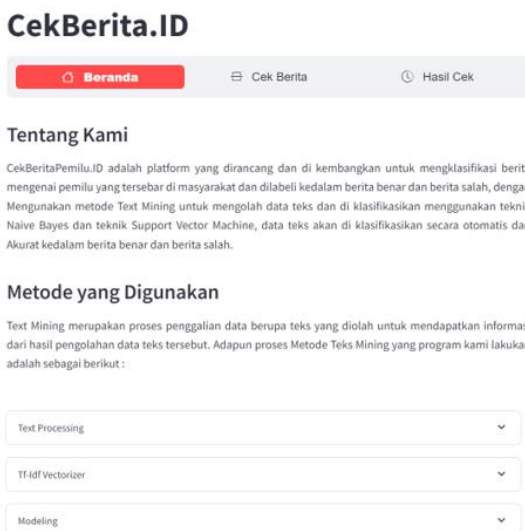 CekBerita.ID
Beranda
Cek Berita
Hasil Cek
Tentang Kami
CekBeritaPemilu.ID adalah platform yang dirancang dan di kembangkan untuk mengklasifikasi berit
mengenai pemilu yang tersebar di masyarakat dan dilabeli kedalam berita benar dan berita salah, denga
Mengunakan metode Text Mining untuk mengolah data teks dan di klasifikasikan menggunakan tekni
Naive Bayes dan teknik Support Vector Machine, data teks akan di klasifikasikan secara otomatis da
Akurat kedalam berita benar dan berita salah.
Metode yang Digunakan
Text Mining merupakan proses penggalian data berupa teks yang diolah untuk mendapatkan informas
dari hasil pengolahan data teks tersebut. Adapun proses Metode Teks Mining yang program kami lakuka
adalah sebagai berikut :
Text Processing
Tf-Idf Vectorizer
Modeling